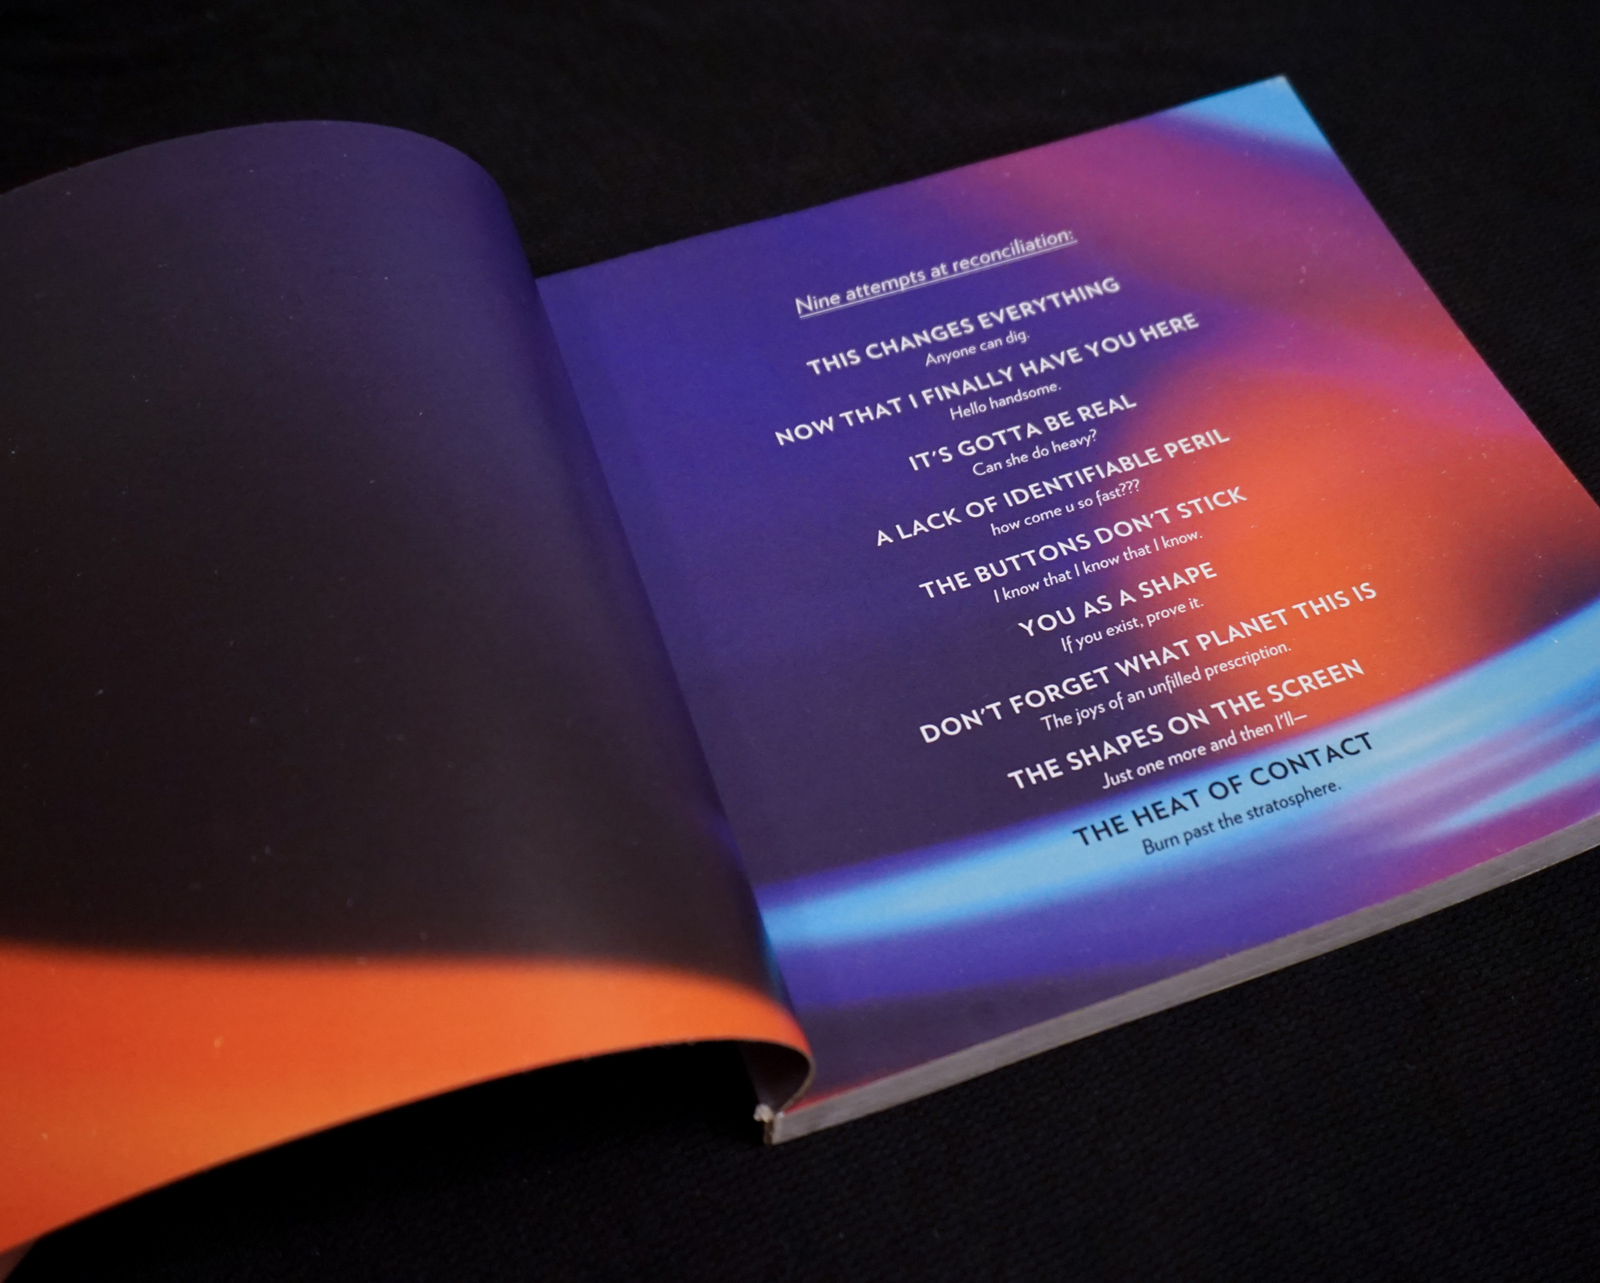 Nine attempts at reconciliation:
THIS CHANGES EVERYTHING
Anyone can dig.
NOW THAT I FINALLY HAVE YOU HERE
Hello handsome.
IT'S GOTTA BE REAL
Can she do heavy?
A LACK OF IDENTIFIABLE PERIL
how come u so fast???
THE BUTTONS DON'T STICK
I know that I know that I know.
YOU AS A SHAPE
If you exist, prove it.
DON'T FORGET WHAT PLANET THIS IS
The joys of an unfilled prescription.
THE SHAPES ON THE SCREEN
Just one more and then I'll—
THE HEAT OF CONTACT
Burn past the stratosphere.